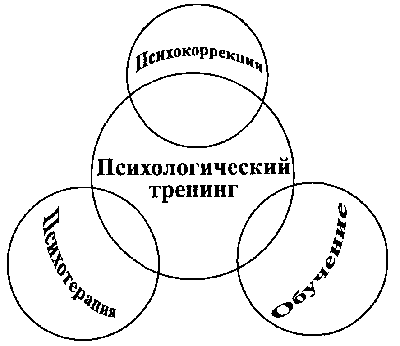 Психокоррекция
Психологический
тренинг
Психотерапия
Обучение